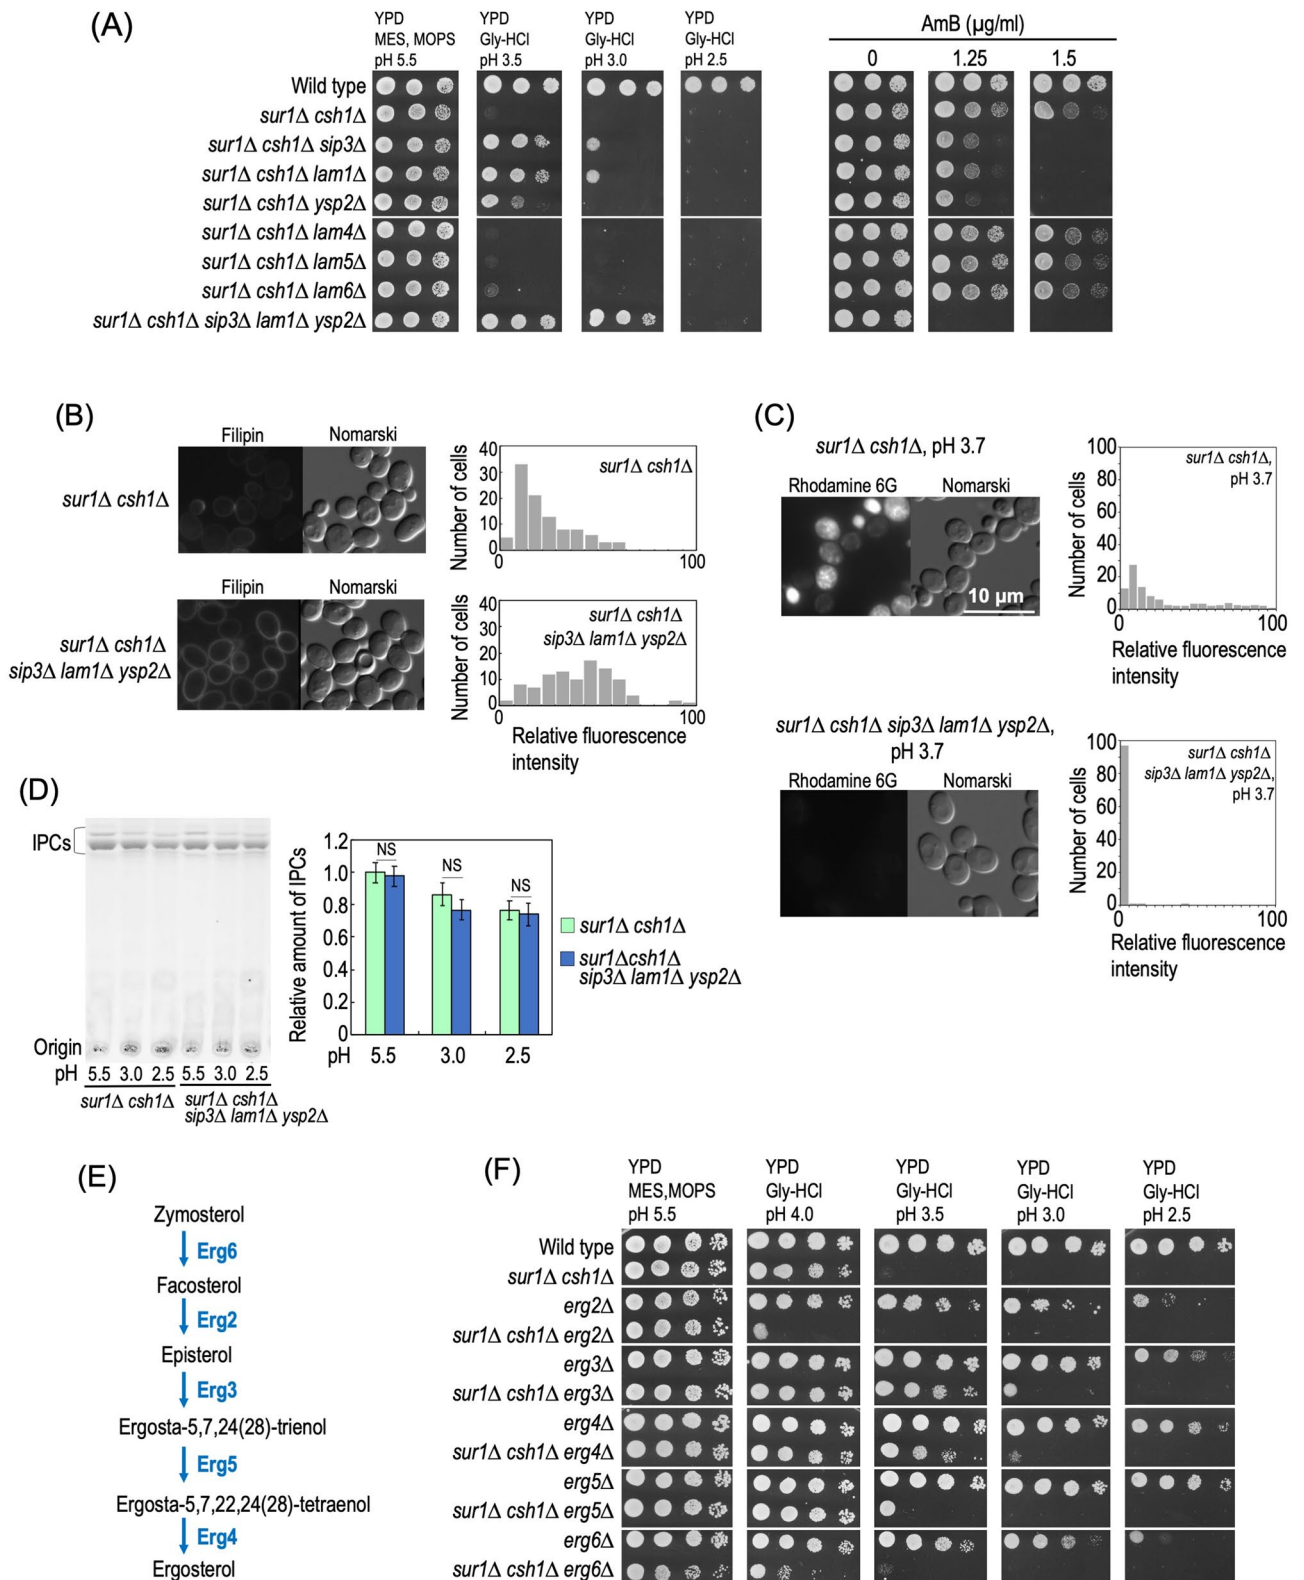 (A)
YPD
MES, MOPS
pH 5.5
YPD
Gly-HCl
pH 3.5
YPD
Gly-HCl
pH 3.0
YPD
Gly-HCl
pH 2.5
AmB (μg/ml)
0 1.25 1.5
Wild type
sur1Δ csh1Δ
sur1Δ csh1Δ sip3Δ
sur1Δ csh1Δ lam1Δ
sur1Δ csh1Δ ysp2Δ
sur1Δ csh1Δ lam4Δ
sur1Δ csh1Δ lam5Δ
sur1Δ csh1Δ lam6Δ
sur1Δ csh1Δ sip3Δ lam1Δ ysp2Δ
(B)
Filipin Nomarski
sur1Δ csh1Δ
Number of cells
40
30
20
10
0
0 100
sur1Δ csh1Δ
Filipin Nomarski
sur1Δ csh1Δ
sip3Δ lam1Δ ysp2Δ
Number of cells
40
30
20
10
0
0 100
sur1Δ csh1Δ
sip3Δ lam1Δ ysp2Δ
Relative fluorescence
intensity
(C)
sur1Δ csh1Δ, pH 3.7
Rhodamine 6G Nomarski
10 μm
Number of cells
100
80
60
40
20
0
0 100
sur1Δ csh1Δ,
pH 3.7
Relative fluorescence
intensity
sur1Δ csh1Δ sip3Δ lam1Δ ysp2Δ,
pH 3.7
Rhodamine 6G Nomarski
Number of cells
100
80
60
40
20
0
0 100
sur1Δ csh1Δ
sip3Δ lam1Δ ysp2Δ,
pH 3.7
Relative fluorescence
intensity
(D)
IPCs
Origin
pH 5.5 3.0 2.5 5.5 3.0 2.5
sur1Δ csh1Δ
sur1Δ csh1Δ
sip3Δ lam1Δ ysp2Δ
Relative amount of IPCs
1.2
1.0
0.8
0.6
0.4
0.2
0
NS
NS
NS
pH 5.5 3.0 2.5
sur1Δ csh1Δ
sur1Δcsh1Δ
sip3Δ lam1Δ ysp2Δ
(E)
Zymosterol
Erg6
Facosterol
Erg2
Episterol
Erg3
Ergosta-5,7,24(28)-trienol
Erg5
Ergosta-5,7,22,24(28)-tetraenol
Erg4
Ergosterol
(F)
YPD
MES,MOPS
pH 5.5
YPD
Gly-HCl
pH 4.0
YPD
Gly-HCl
pH 3.5
YPD
Gly-HCl
pH 3.0
YPD
Gly-HCl
pH 2.5
Wild type
sur1Δ csh1Δ
erg2Δ
sur1Δ csh1Δ erg2Δ
erg3Δ
sur1Δ csh1Δ erg3Δ
erg4Δ
sur1Δ csh1Δ erg4Δ
erg5Δ
sur1Δ csh1Δ erg5Δ
erg6Δ
sur1Δ csh1Δ erg6Δ